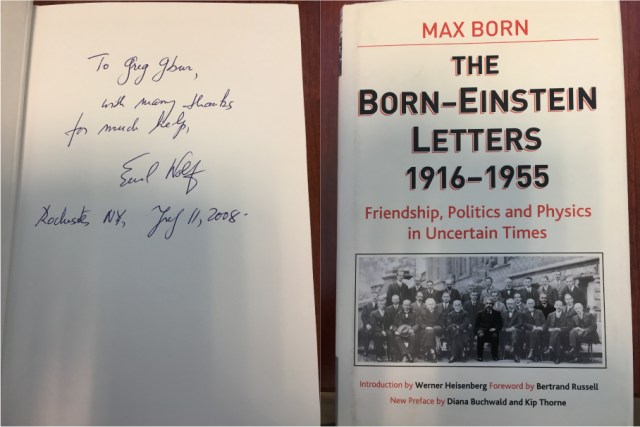 To Greg Gbur,
with many thanks
for much help,
Emil Wolf
Rochester NY, July 11, 2008.
MAX BORN
THE
BORN–EINSTEIN
LETTERS
1916–1955
Friendship, Politics and Physics
in Uncertain Times
Introduction by Werner Heisenberg Foreword by Bertrand Russell
New Preface by Diana Buchwald and Kip Thorne